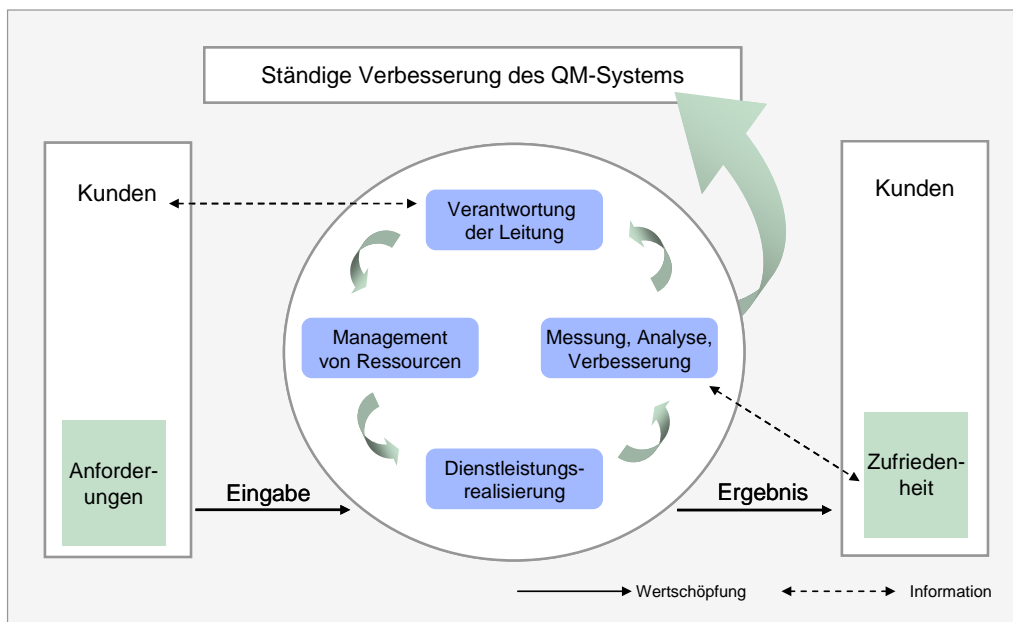 Ständige Verbesserung des QM-Systems
Kunden
Kunden
Verantwortung
der Leitung
Management
von Ressourcen
Messung, Analyse,
Verbesserung
Dienstleistungs-
realisierung
Anforder-
ungen
Eingabe
Ergebnis
Zufrieden-
heit
Wertschöpfung
Information